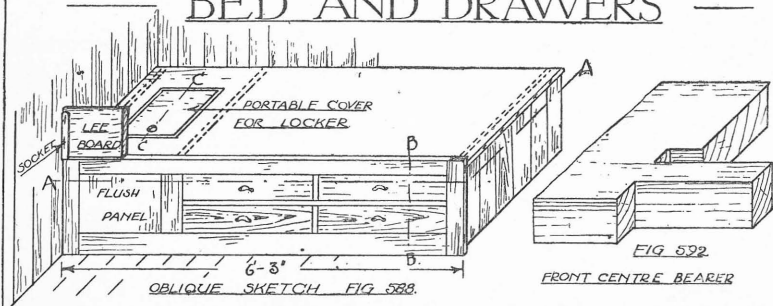 BED AND DRAWERS
A
C
PORTABLE COVER
FOR LOCKER
LEE
BOARD
C
SOCKET
B
A
FLUSH
PANEL
B
6'-3"
OBLIQUE SKETCH FIG 588.
FIG 592
FRONT CENTRE BEARER